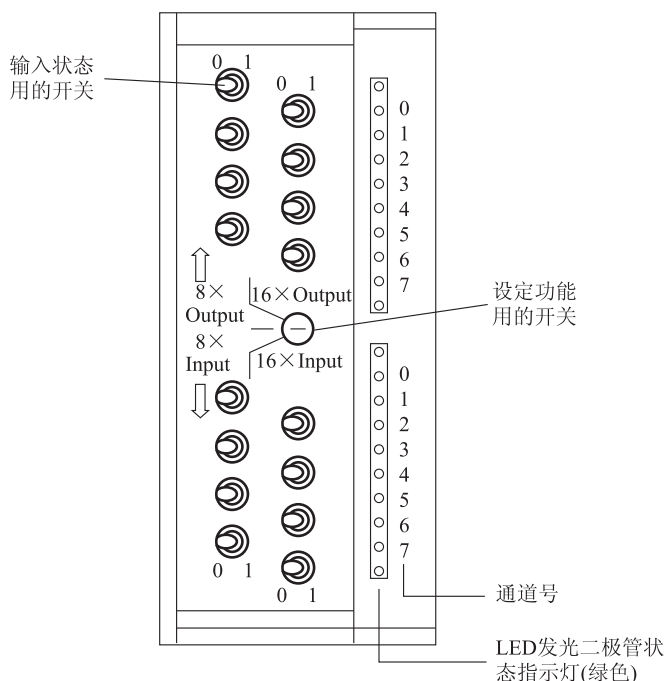 输入状态
用的开关
0 1
0 1
0
1
2
3
4
5
6
7
8×
Output
16×Output
设定功能
用的开关
8×
Input
16×Input
0
1
2
3
4
5
6
7
0 1
0 1
通道号
LED发光二极管状
态指示灯(绿色)